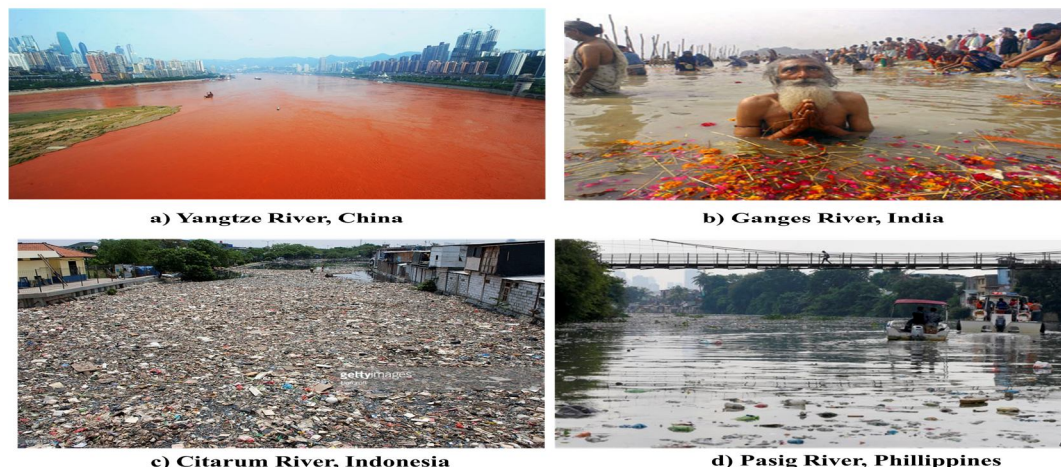 a) Yangtze River, China
b) Ganges River, India
gettyimages
c) Citarum River, Indonesia
d) Pasig River, Phillippines